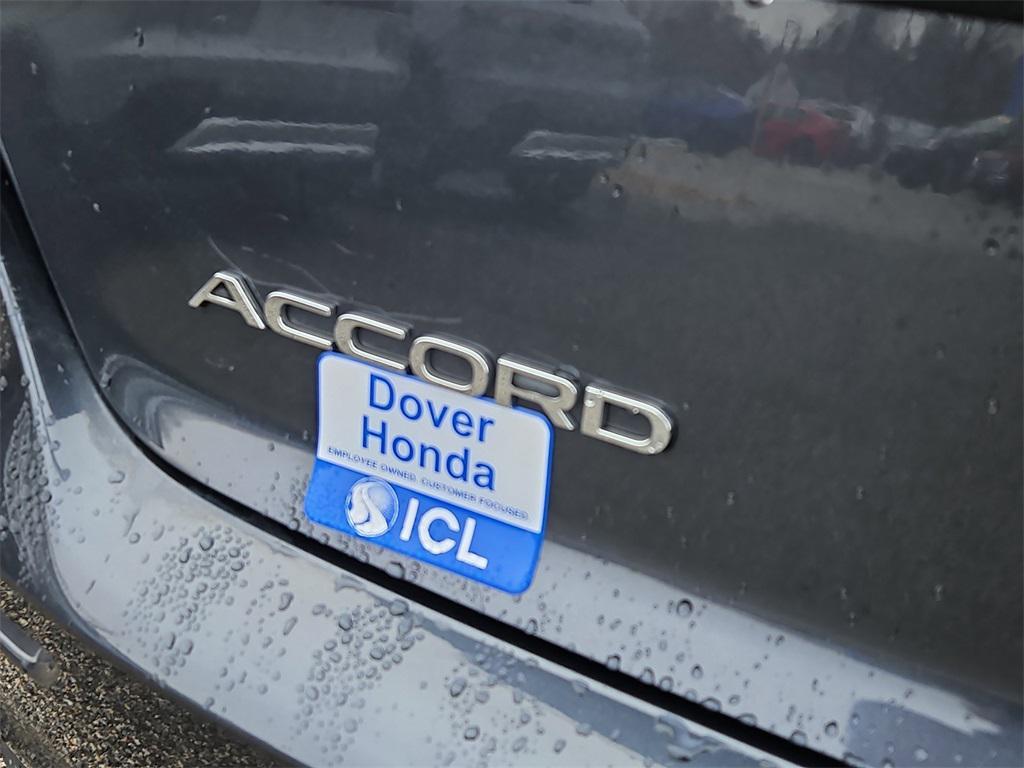 ACCORD
Dover
Honda
EMPLOYEE OWNED. CUSTOMER FOCUSED.
ICL